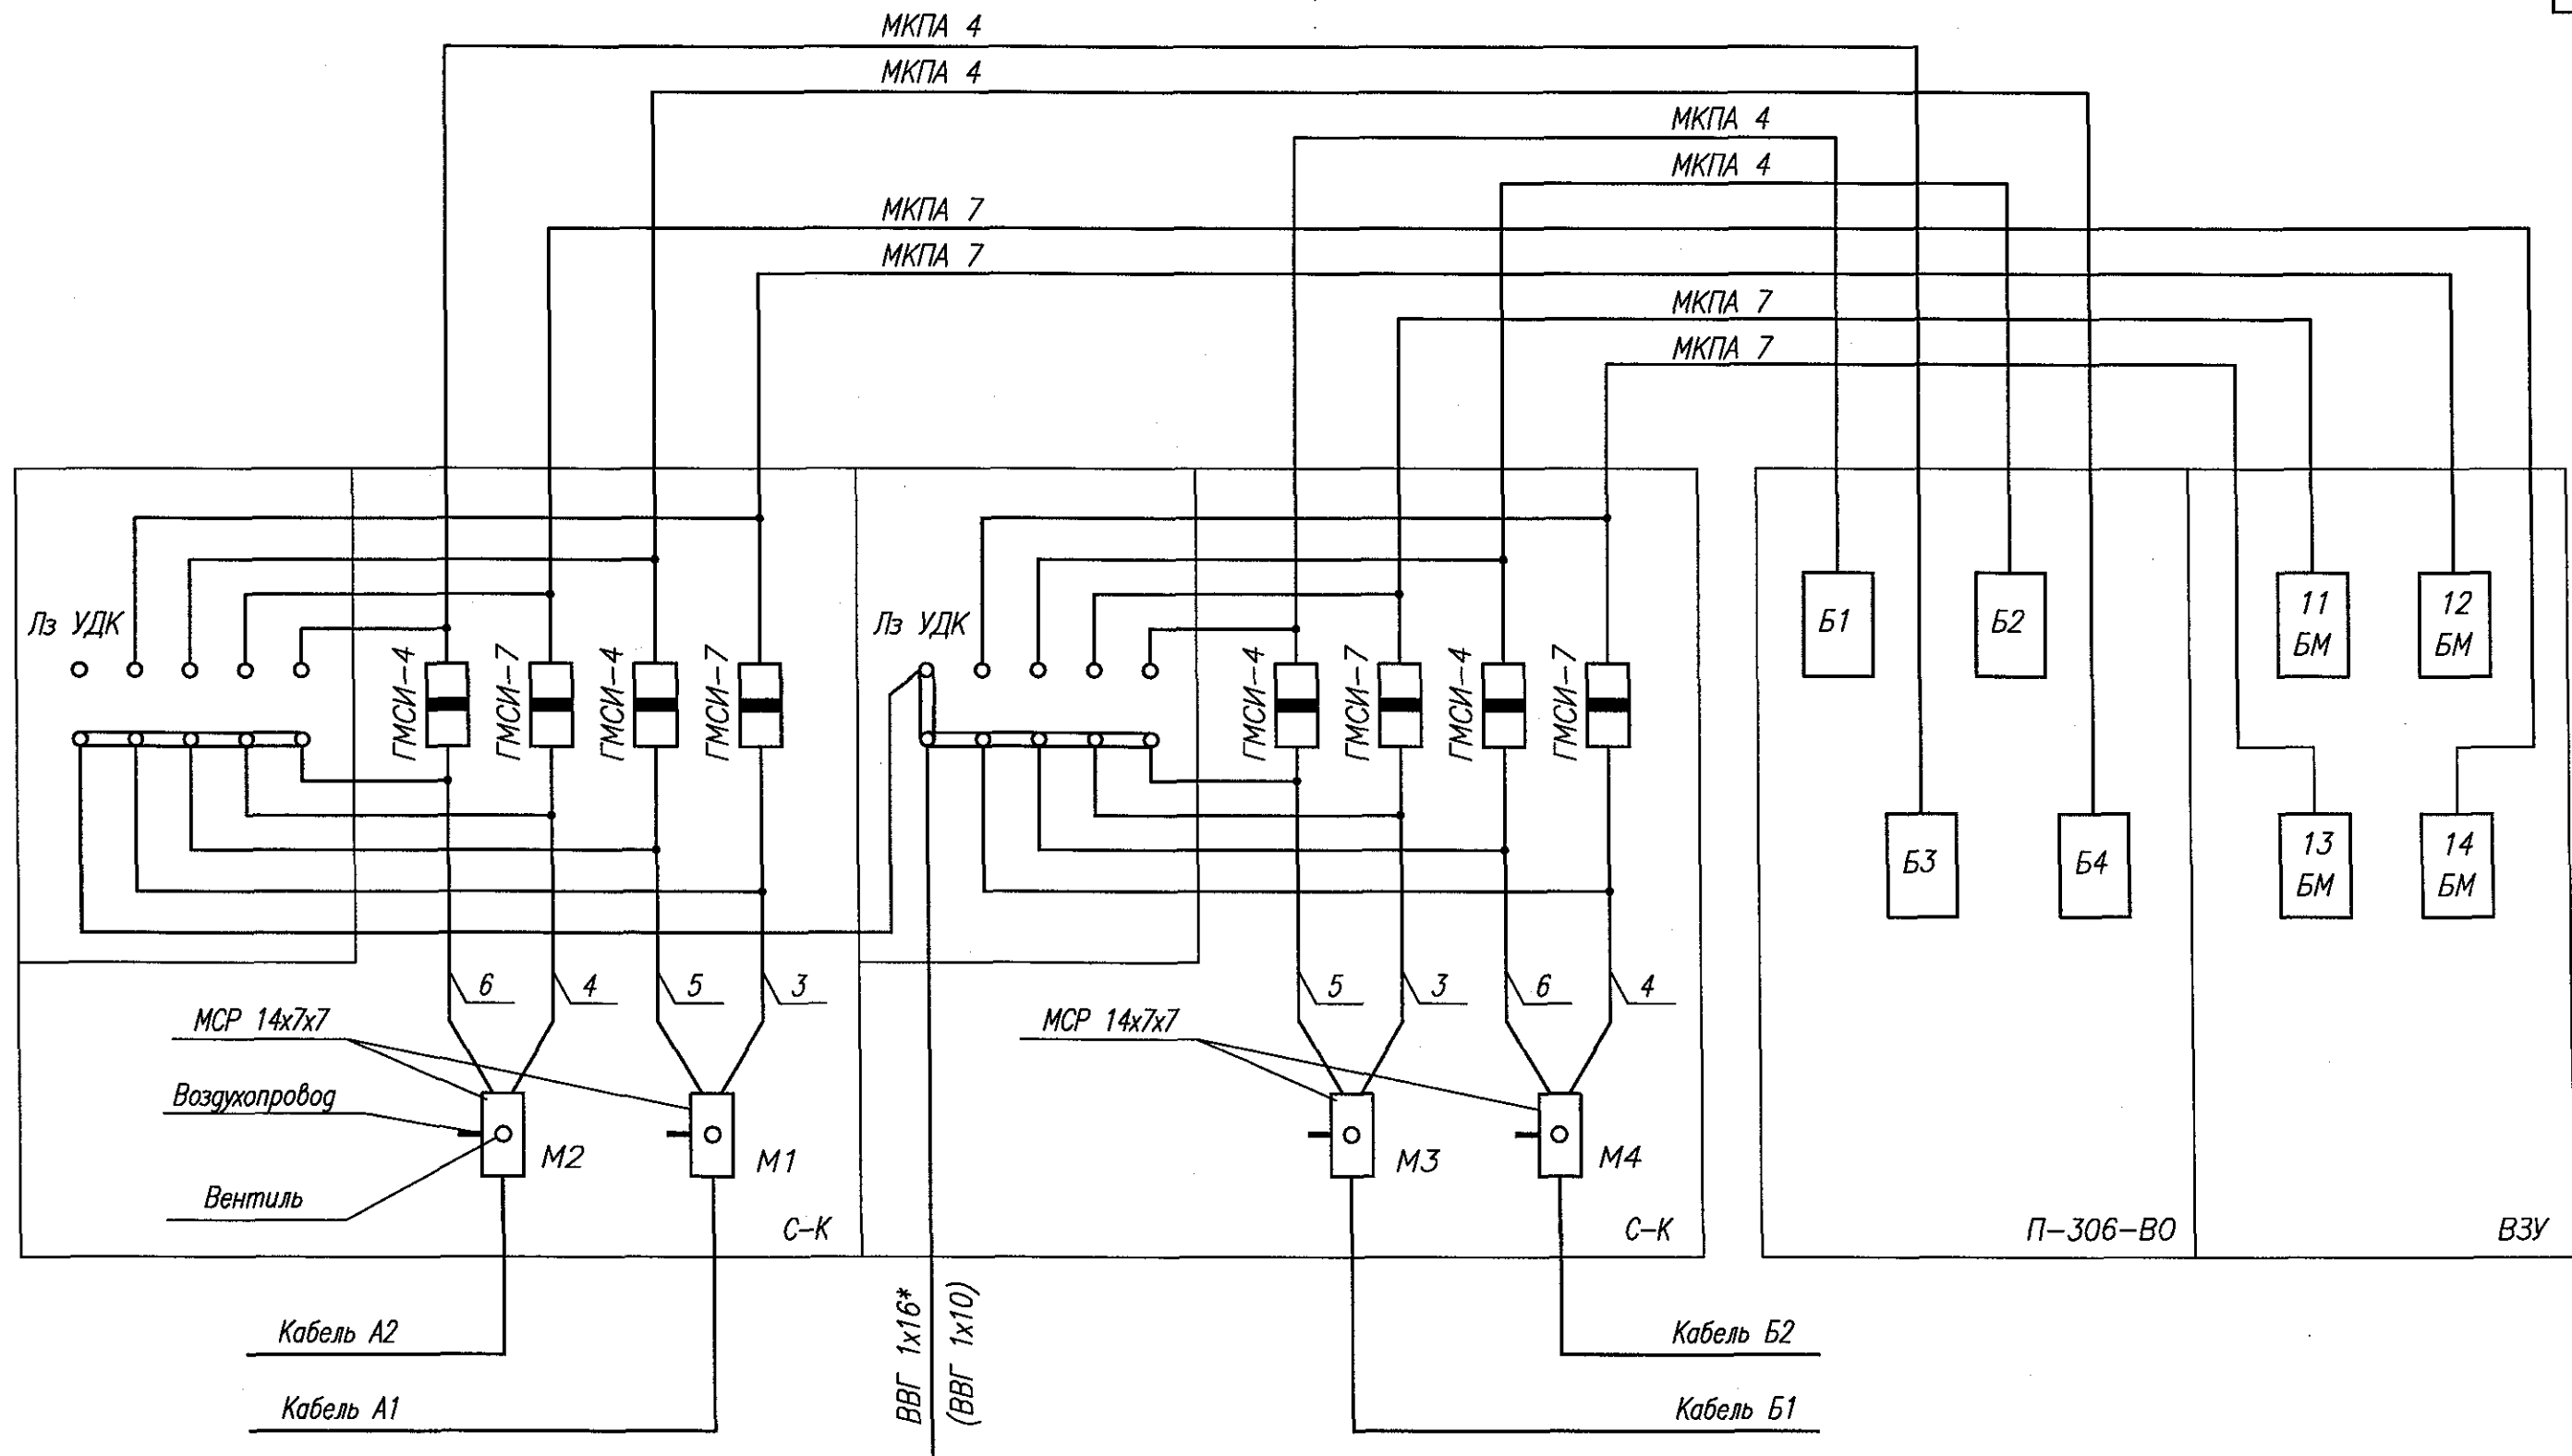 МКПА 4
МКПА 4
МКПА 4
МКПА 4
МКПА 7
МКПА 7
МКПА 7
МКПА 7
Лз УДК
ГМСИ-4
ГМСИ-7
ГМСИ-4
ГМСИ-7
Лз УДК
ГМСИ-4
ГМСИ-7
ГМСИ-4
ГМСИ-7
Б1
Б2
11
БМ
12
БМ
Б3
Б4
13
БМ
14
БМ
6
4
5
3
5
3
6
4
МСР 14х7х7
МСР 14х7х7
Воздухопровод
Вентиль
М2
М1
М3
М4
С-К
С-К
П-306-ВО
ВЗУ
Кабель А2
Кабель А1
ВВГ 1х16*
(ВВГ 1х10)
Кабель Б2
Кабель Б1